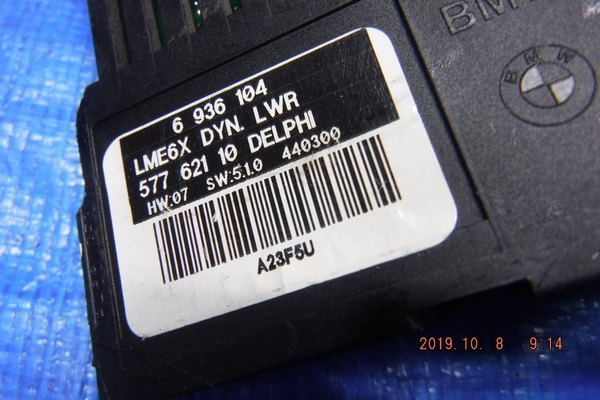 BMW
BMW
6 936 104
LME6X DYN. LWR
577 621 10 DELPHI
HW:07 SW:5.1.0 440300
A23F5U
2019.10. 8 9:14